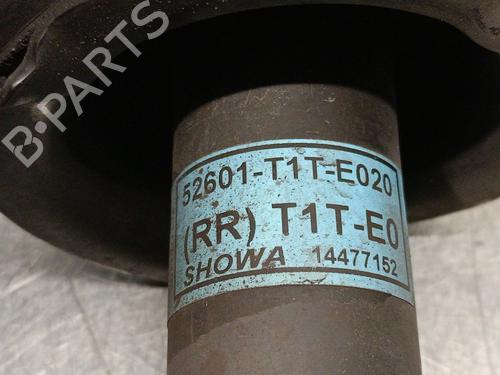 B-PARTS
52601-T1T-E020
(RR) T1T-E0
SHOWA 14477152